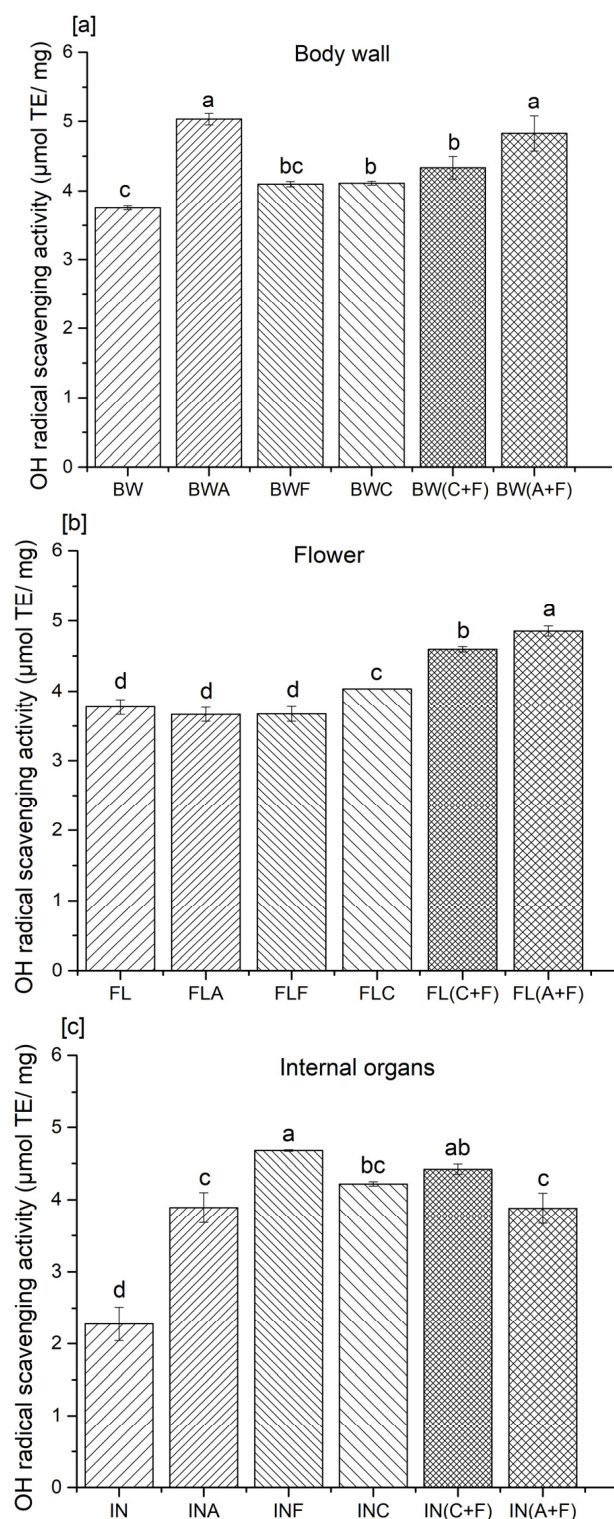 [a]
Body wall
OH radical scavenging activity (µmol TE/ mg)
6
5
4
3
2
1
0
c
a
bc
b
b
a
BW BWA BWF BWC BW(C+F) BW(A+F)
[b]
Flower
OH radical scavenging activity (µmol TE/ mg)
6
5
4
3
2
1
0
d
d
d
c
b
a
FL FLA FLF FLC FL(C+F) FL(A+F)
[c]
Internal organs
OH radical scavenging activity (µmol TE/ mg)
6
5
4
3
2
1
0
d
c
a
bc
ab
c
IN INA INF INC IN(C+F) IN(A+F)